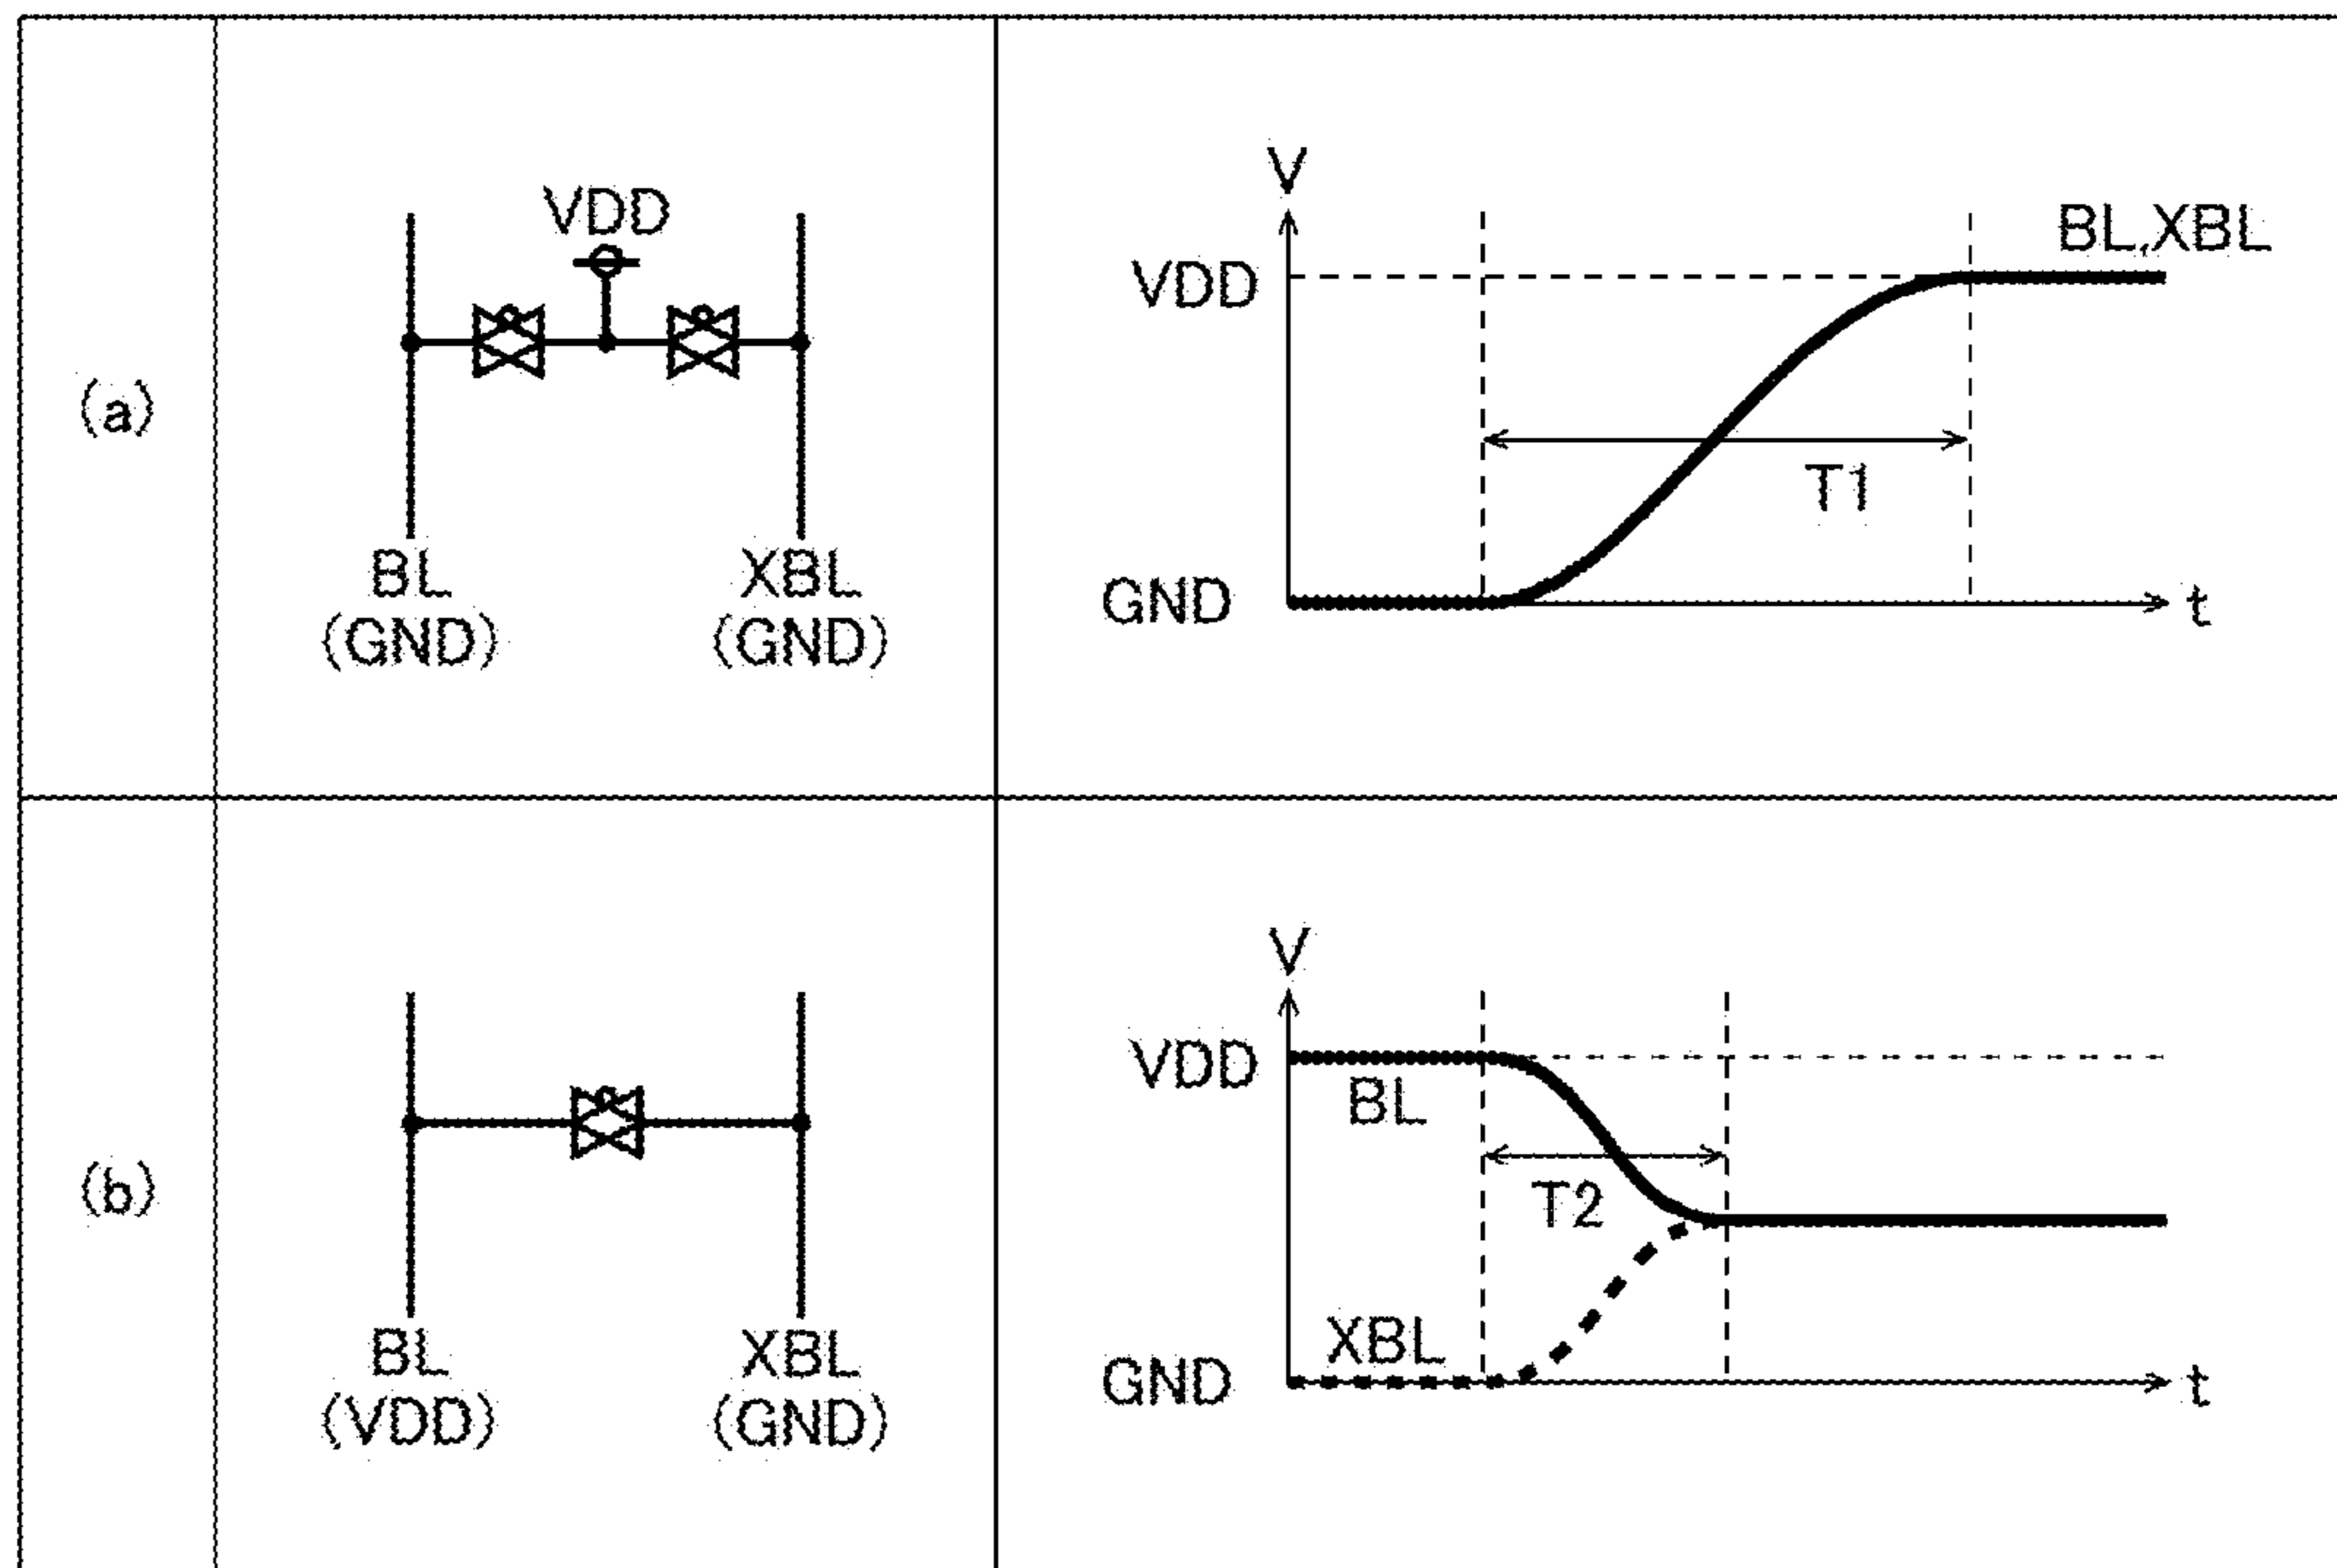 (a)
VDD
BL
(GND)
XBL
(GND)
V
VDD
GND
BL,XBL
T1
t
(b)
BL
(VDD)
XBL
(GND)
V
VDD
BL
T2
XBL
GND
t